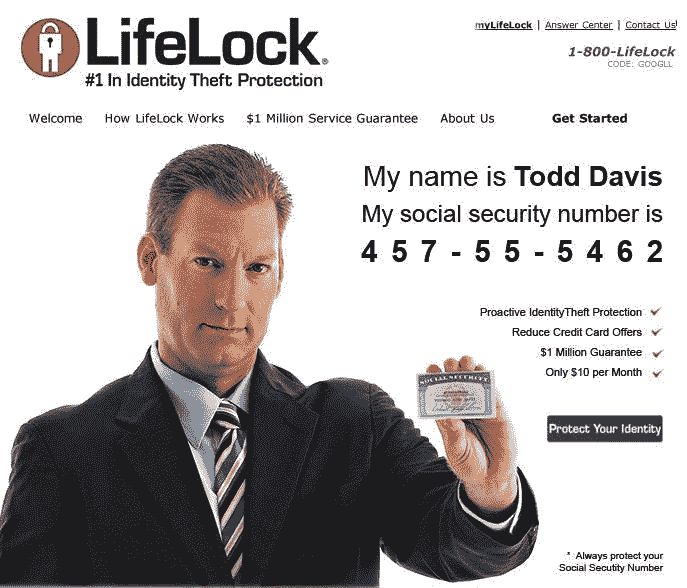 LifeLock®
#1 In Identity Theft Protection
myLifeLock | Answer Center | Contact Us
1-800-LifeLock
CODE: GOOGLL
Welcome How LifeLock Works $1 Million Service Guarantee About Us Get Started
My name is Todd Davis
My social security number is
457-55-5462
Proactive IdentityTheft Protection
Reduce Credit Card Offers
$1 Million Guarantee
Only $10 per Month
SOCIAL SECURITY
Protect Your Identity
* Always protect your
Social Secutity Number